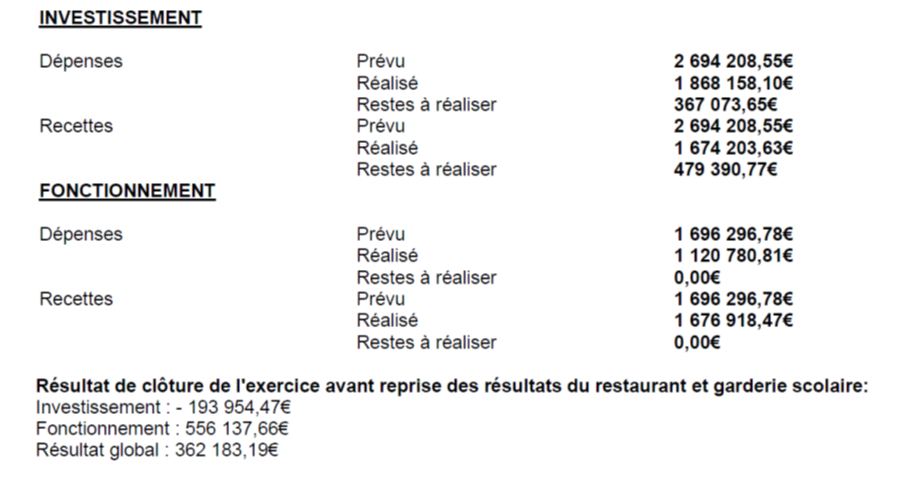 INVESTISSEMENT
Dépenses Prévu 2 694 208,55€
Réalisé 1 868 158,10€
Restes à réaliser 367 073,65€
Recettes Prévu 2 694 208,55€
Réalisé 1 674 203,63€
Restes à réaliser 479 390,77€
FONCTIONNEMENT
Dépenses Prévu 1 696 296,78€
Réalisé 1 120 780,81€
Restes à réaliser 0,00€
Recettes Prévu 1 696 296,78€
Réalisé 1 676 918,47€
Restes à réaliser 0,00€
Résultat de clôture de l'exercice avant reprise des résultats du restaurant et garderie scolaire:
Investissement : - 193 954,47€
Fonctionnement : 556 137,66€
Résultat global : 362 183,19€